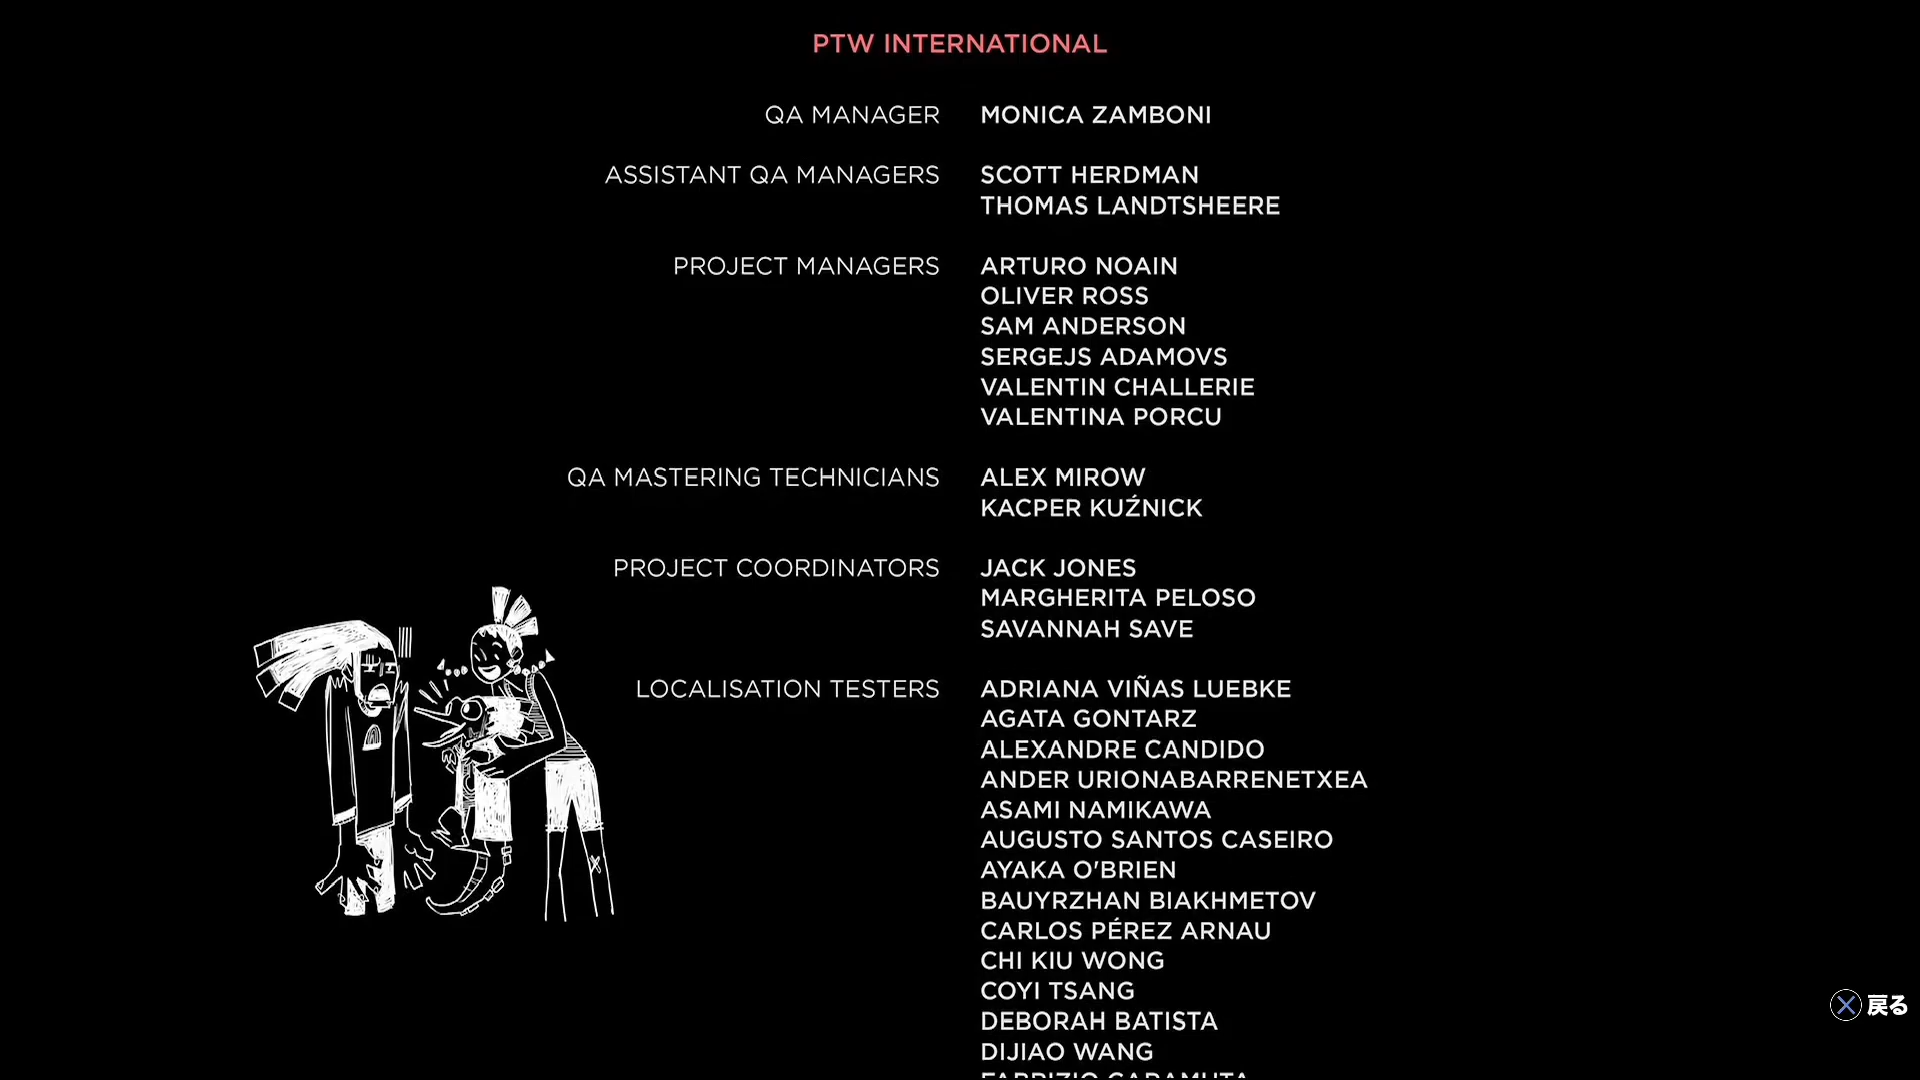 PTW INTERNATIONAL
QA MANAGER MONICA ZAMBONI
ASSISTANT QA MANAGERS SCOTT HERDMAN
THOMAS LANDTSHEERE
PROJECT MANAGERS ARTURO NOAIN
OLIVER ROSS
SAM ANDERSON
SERGEJS ADAMOVS
VALENTIN CHALLERIE
VALENTINA PORCU
QA MASTERING TECHNICIANS ALEX MIROW
KACPER KUŹNICK
PROJECT COORDINATORS JACK JONES
MARGHERITA PELOSO
SAVANNAH SAVE
LOCALISATION TESTERS ADRIANA VIÑAS LUEBKE
AGATA GONTARZ
ALEXANDRE CANDIDO
ANDER URIONABARRENETXEA
ASAMI NAMIKAWA
AUGUSTO SANTOS CASEIRO
AYAKA O'BRIEN
BAUYRZHAN BIAKHMETOV
CARLOS PÉREZ ARNAU
CHI KIU WONG
COYI TSANG
戻る
DEBORAH BATISTA
DIJIAO WANG